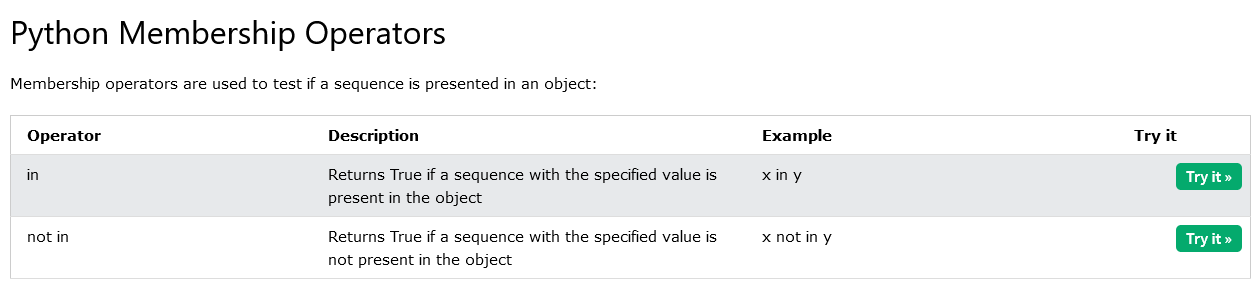 Python Membership Operators
Membership operators are used to test if a sequence is presented in an object:
Operator Description Example Try it
in Returns True if a sequence with the specified value is x in y Try it »
present in the object
not in Returns True if a sequence with the specified value is x not in y Try it »
not present in the object